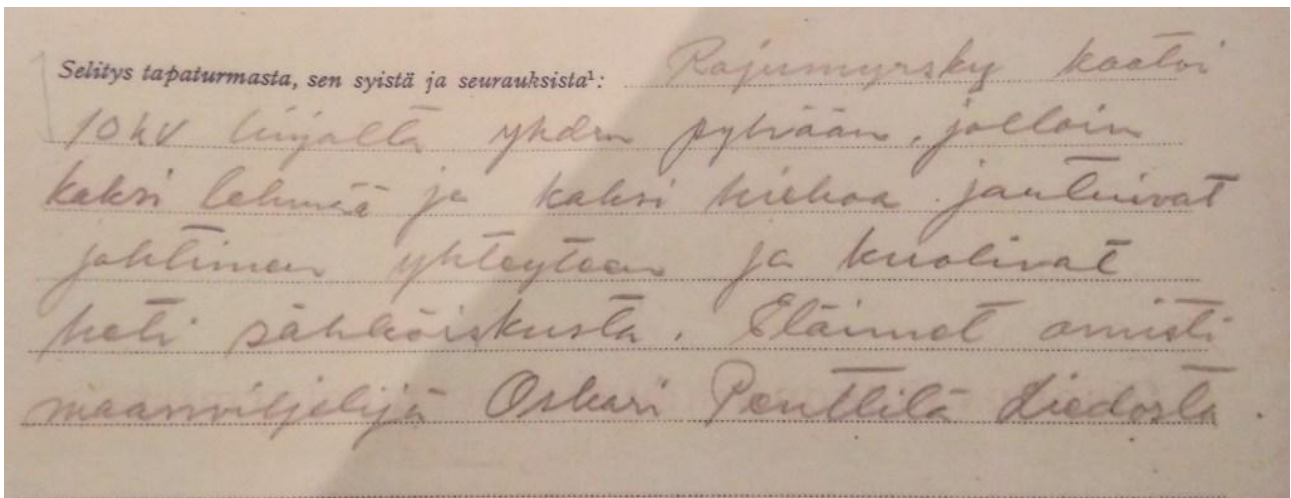 Selitys tapaturmasta, sen syistä ja seurauksista¹: Rajumyrsky kaatoi
10 kV linjalta yhden pylvään, jolloin
kaksi lehmää ja kaksi hiehoa joutuivat
johtimen yhteyteen ja kuolivat
heti sähköiskusta. Eläimet omisti
maanviljelijä Oskari Penttilä Liedosta.